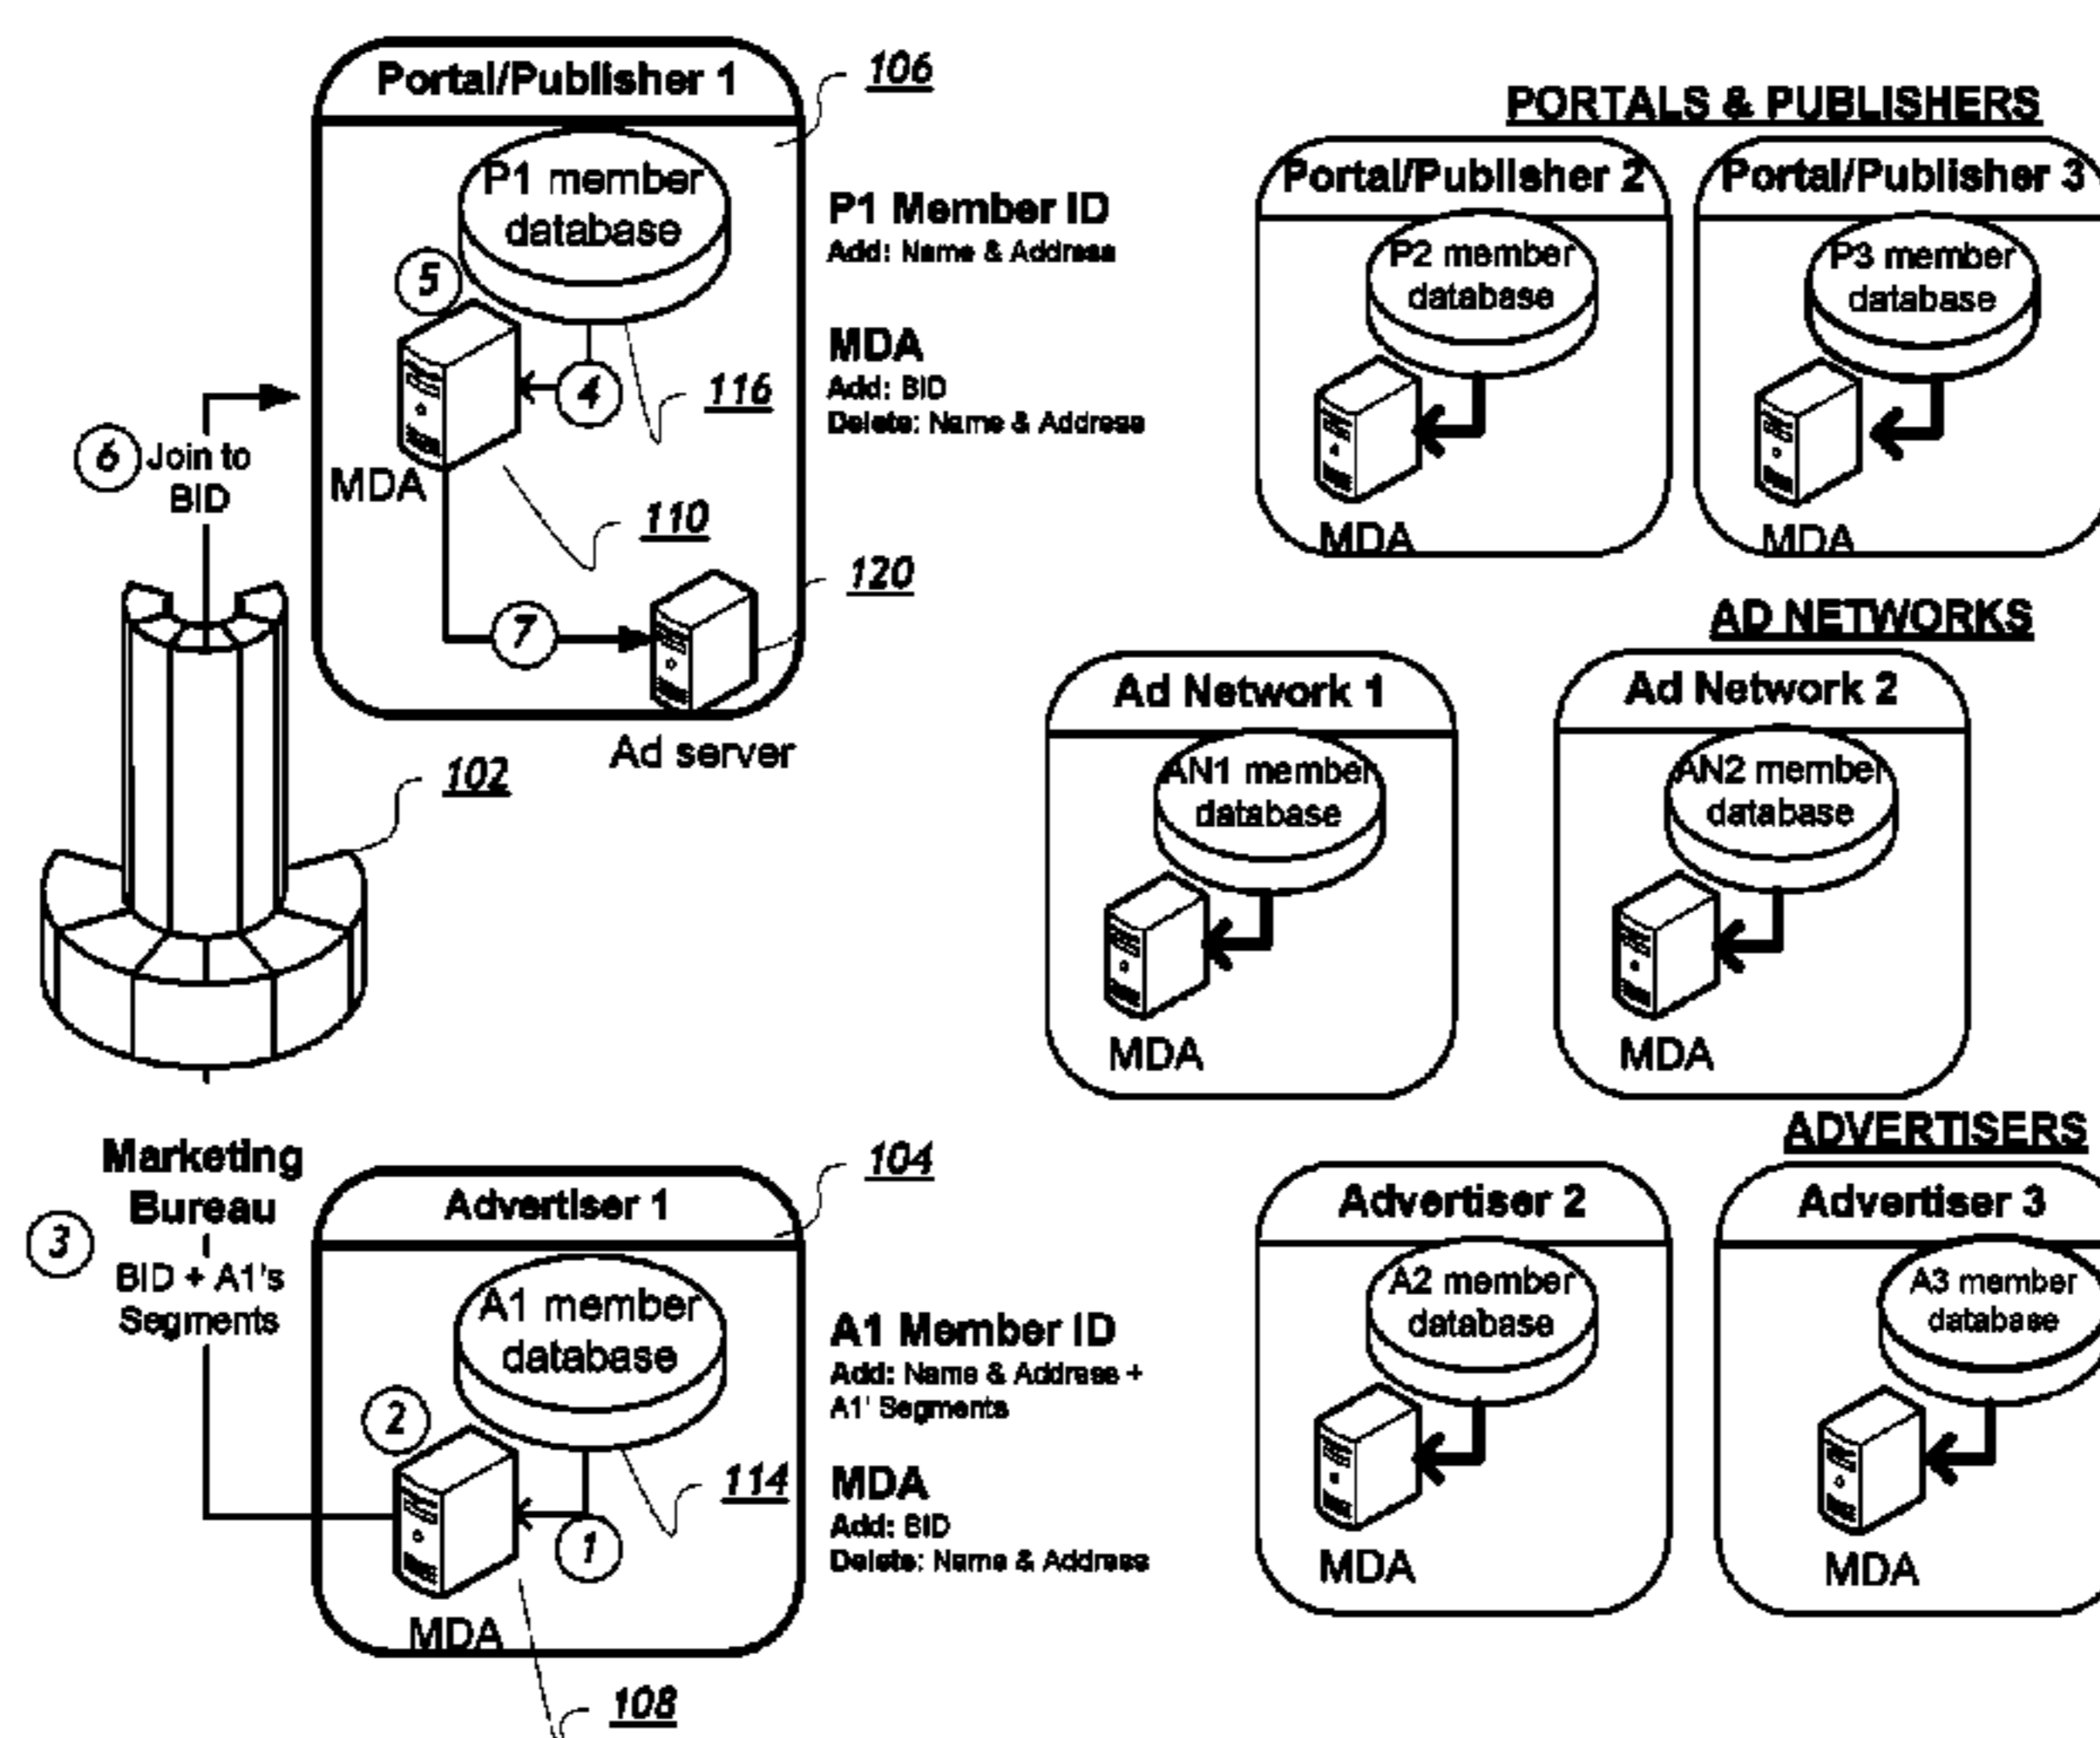 Portal/Publisher 1
106
P1 member
database
5
4
116
MDA
110
7
120
Ad server
P1 Member ID
Add: Name & Address
MDA
Add: BID
Delete: Name & Address
6 Join to
BID
102
Marketing
Bureau
3
BID + A1's
Segments
Advertiser 1
104
A1 member
database
2
1
114
MDA
108
A1 Member ID
Add: Name & Address +
A1' Segments
MDA
Add: BID
Delete: Name & Address
PORTALS & PUBLISHERS
Portal/Publisher 2
P2 member
database
MDA
Portal/Publisher 3
P3 member
database
MDA
AD NETWORKS
Ad Network 1
AN1 member
database
MDA
Ad Network 2
AN2 member
database
MDA
ADVERTISERS
Advertiser 2
A2 member
database
MDA
Advertiser 3
A3 member
database
MDA